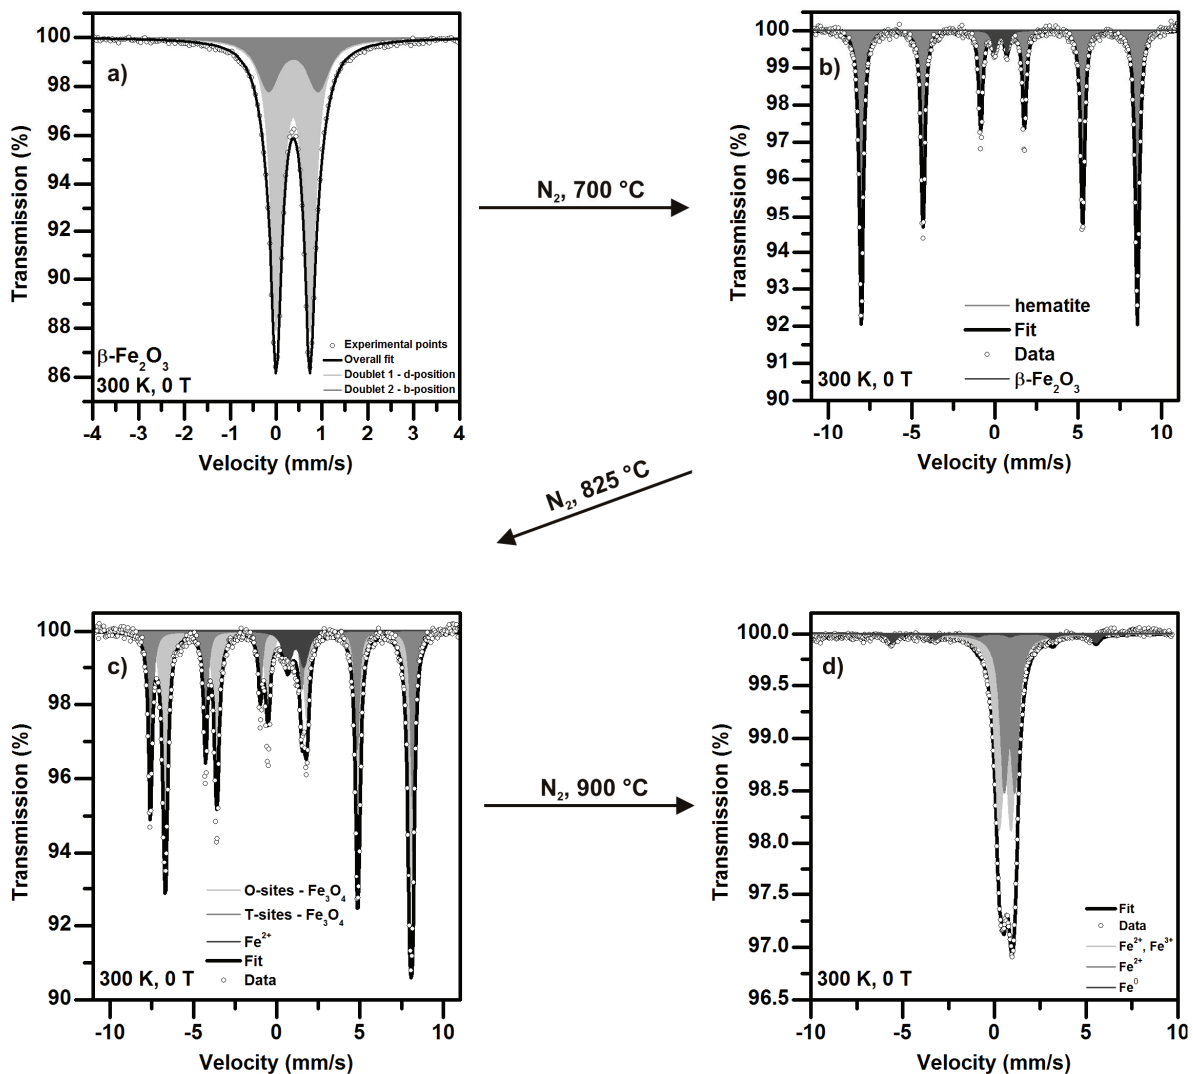 a)
Transmission (%)
100
98
96
94
92
90
88
86
β-Fe2O3
300 K, 0 T
Experimental points
Overall fit
Doublet 1 - d-position
Doublet 2 - b-position
-4 -3 -2 -1 0 1 2 3 4
Velocity (mm/s)
N2, 700 °C
b)
Transmission (%)
100
99
98
97
96
95
94
93
92
91
90
hematite
Fit
Data
β-Fe2O3
300 K, 0 T
-10 -5 0 5 10
Velocity (mm/s)
N2, 825 °C
c)
Transmission (%)
100
98
96
94
92
90
O-sites - Fe3O4
T-sites - Fe3O4
Fe2+
Fit
Data
300 K, 0 T
-10 -5 0 5 10
Velocity (mm/s)
N2, 900 °C
d)
Transmission (%)
100.0
99.5
99.0
98.5
98.0
97.5
97.0
96.5
Fit
Data
Fe2+, Fe3+
Fe2+
Fe0
300 K, 0 T
-10 -5 0 5 10
Velocity (mm/s)